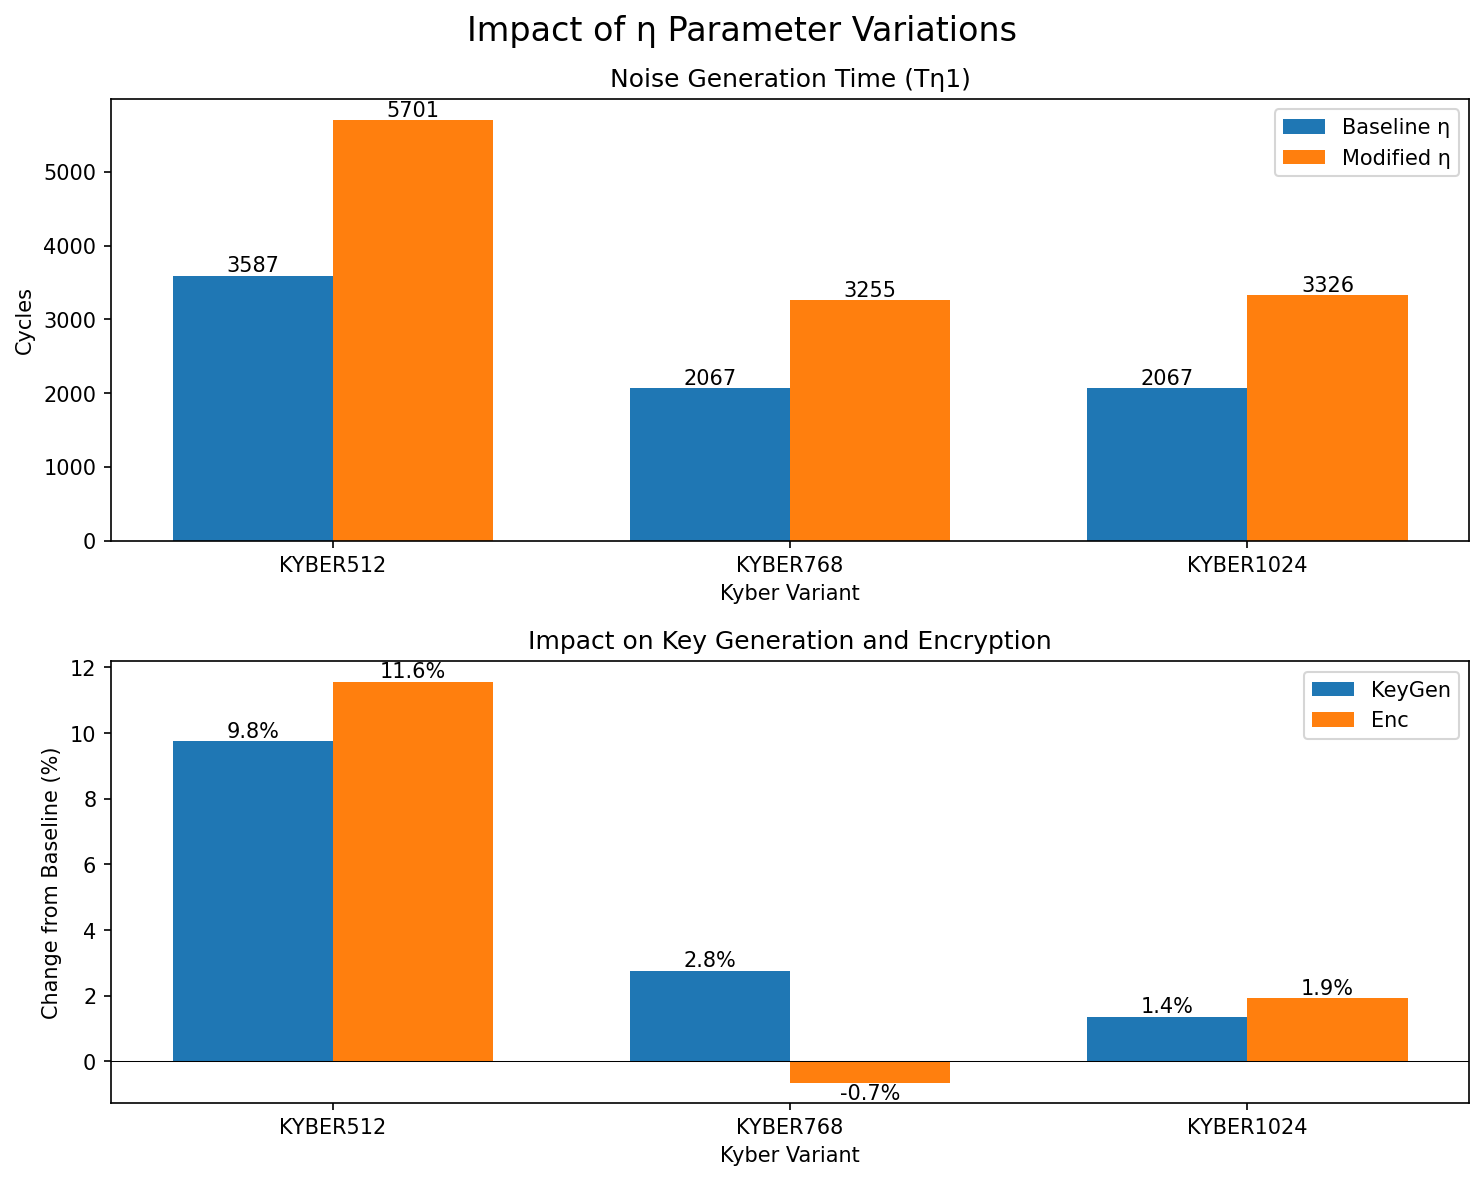 Impact of η Parameter Variations
Noise Generation Time (Tη1)
Baseline η
Modified η
5701
3587
3255
3326
2067
2067
Cycles
5000
4000
3000
2000
1000
0
KYBER512
KYBER768
KYBER1024
Kyber Variant
Impact on Key Generation and Encryption
KeyGen
Enc
11.6%
9.8%
2.8%
-0.7%
1.4%
1.9%
Change from Baseline (%)
12
10
8
6
4
2
0
KYBER512
KYBER768
KYBER1024
Kyber Variant